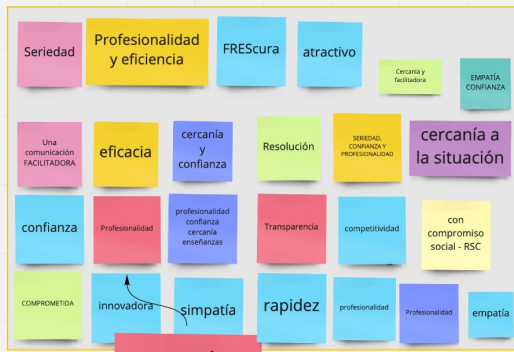 Seriedad
Profesionalidad
y eficiencia
FREScura
atractivo
Cercania y
facilitadora
EMPATÍA
CONFIANZA
Una
comunicación
FACILITADORA
eficacia
cercanía
y
confianza
Resolución
SERIEDAD,
CONFIANZA Y
PROFESIONALIDAD
cercanía a
la situación
confianza
Profesionalidad
profesionalidad
confianza
cercanía
enseñanzas
Transparencia
competitividad
con
compromiso
social - RSC
COMPROMETIDA
innovadora
simpatía
rapidez
profesionalidad
Profesionalidad
empatía